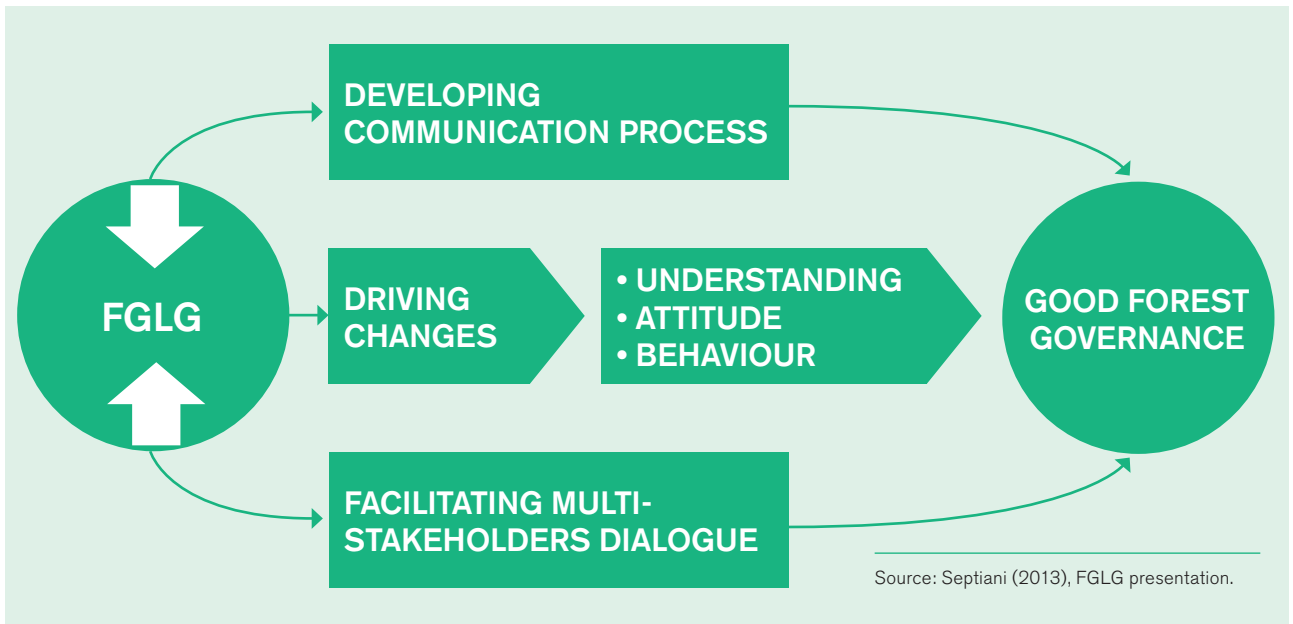 DEVELOPING
COMMUNICATION PROCESS
FGLG
DRIVING
CHANGES
• UNDERSTANDING
• ATTITUDE
• BEHAVIOUR
GOOD FOREST
GOVERNANCE
FACILITATING MULTI-
STAKEHOLDERS DIALOGUE
Source: Septiani (2013), FGLG presentation.